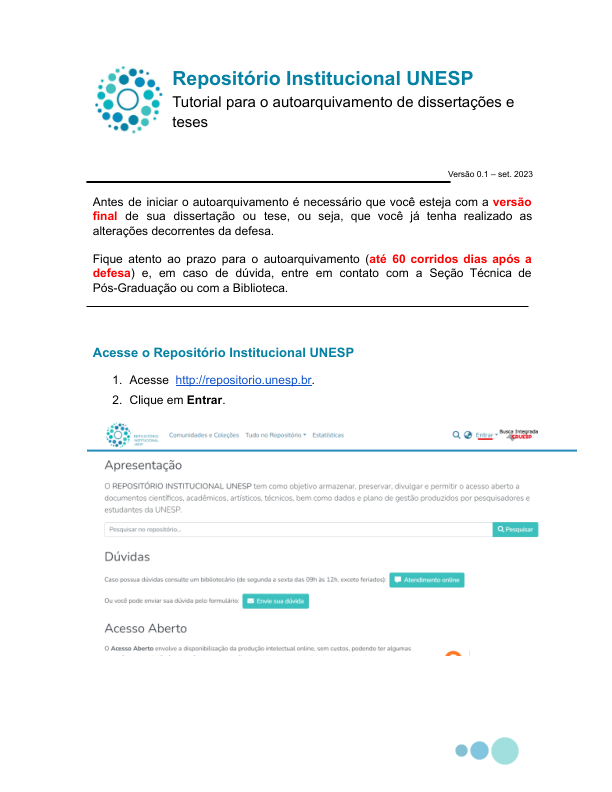 Repositório Institucional UNESP
Tutorial para o autoarquivamento de dissertações e
teses
Versão 0.1 – set. 2023
Antes de iniciar o autoarquivamento é necessário que você esteja com a versão
final de sua dissertação ou tese, ou seja, que você já tenha realizado as
alterações decorrentes da defesa.
Fique atento ao prazo para o autoarquivamento (até 60 corridos dias após a
defesa) e, em caso de dúvida, entre em contato com a Seção Técnica de
Pós-Graduação ou com a Biblioteca.
Acesse o Repositório Institucional UNESP
1. Acesse http://repositorio.unesp.br.
2. Clique em Entrar.
REPOSITÓRIO
INSTITUCIONAL
UNESP
Comunidades e Coleções Tudo no Repositório Estatísticas Entrar Busca Integrada
CRUESP
Apresentação
O REPOSITÓRIO INSTITUCIONAL UNESP tem como objetivo armazenar, preservar, divulgar e permitir o acesso aberto a
documentos científicos, acadêmicos, artísticos, técnicos, bem como dados e plano de gestão produzidos por pesquisadores e
estudantes da UNESP.
Pesquisar no repositório... Pesquisar
Dúvidas
Caso possua dúvidas consulte um bibliotecário (de segunda a sexta das 09h às 12h, exceto feriados): Atendimento online
Ou você pode enviar sua dúvida pelo formulário: Envie sua dúvida
Acesso Aberto
O Acesso Aberto envolve a disponibilização da produção intelectual online, sem custos, podendo ter algumas